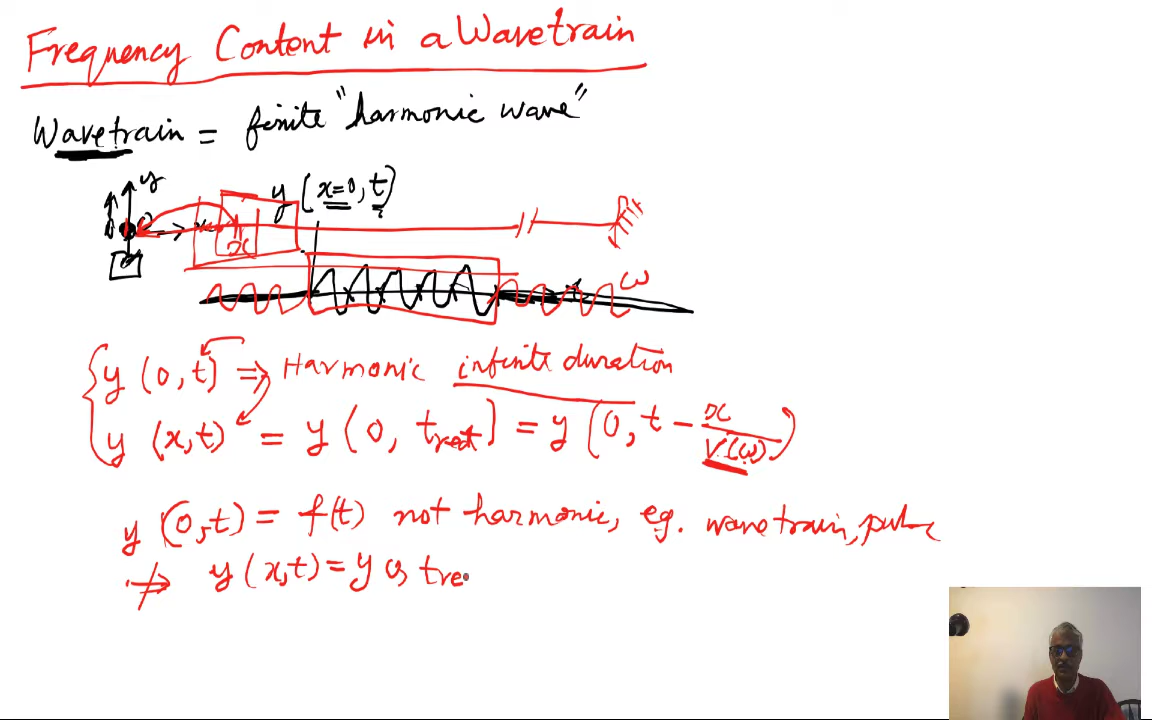 Frequency Content in a Wavetrain
Wavetrain = finite "harmonic wave"
y
y (x=0, t)
0 x
x
ω
y (0, t) ⇒ Harmonic infinite duration
y (x, t) = y (0, tret) = y (0, t - x/v(ω))
y (0, t) = f(t) not harmonic, eg. wavetrain, pulse
⇏ y (x, t) = y 0, tre